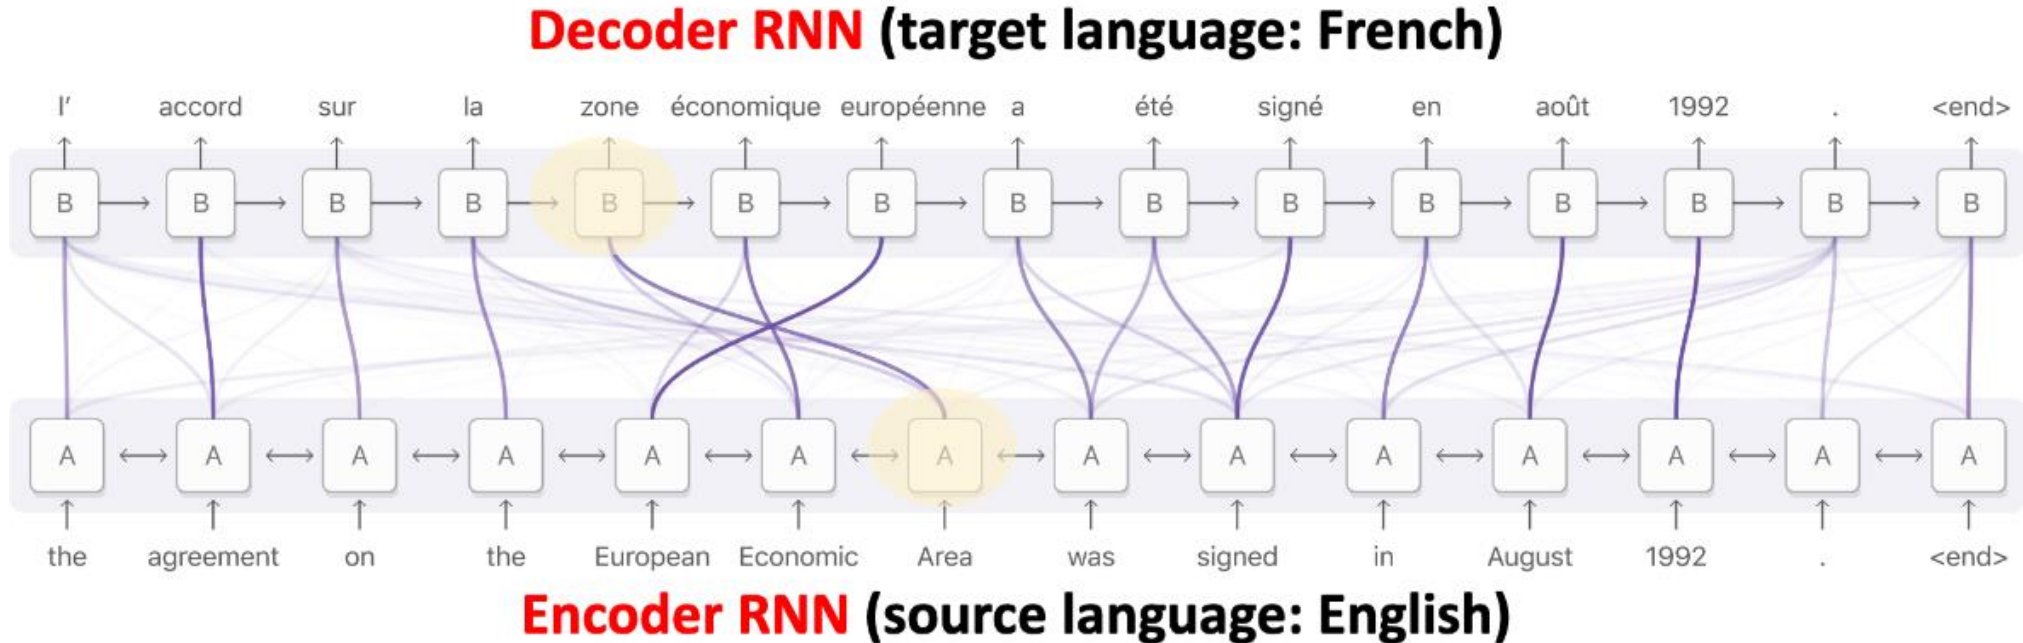 Decoder RNN (target language: French)
l' accord sur la zone économique européenne a été signé en août 1992 . <end>
B B B B B B B B B B B B B B B
A A A A A A A A A A A A A A
the agreement on the European Economic Area was signed in August 1992 . <end>
Encoder RNN (source language: English)